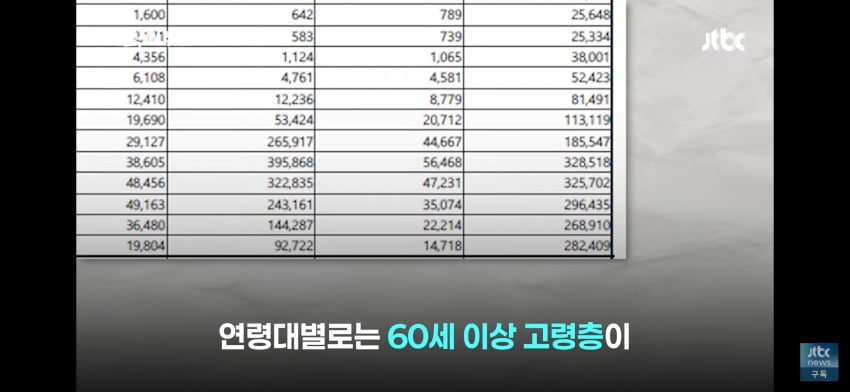 1,600 642 789 25,648
2,171 583 739 25,334
jtbc
4,356 1,124 1,065 38,001
6,108 4,761 4,581 52,423
12,410 12,236 8,779 81,491
19,690 53,424 20,712 113,119
29,127 265,917 44,667 185,547
38,605 395,868 56,468 328,518
48,456 322,835 47,231 325,702
49,163 243,161 35,074 296,435
36,480 144,287 22,214 268,910
19,804 92,722 14,718 282,409
연령대별로는 60세 이상 고령층이
jtbc
news
구독